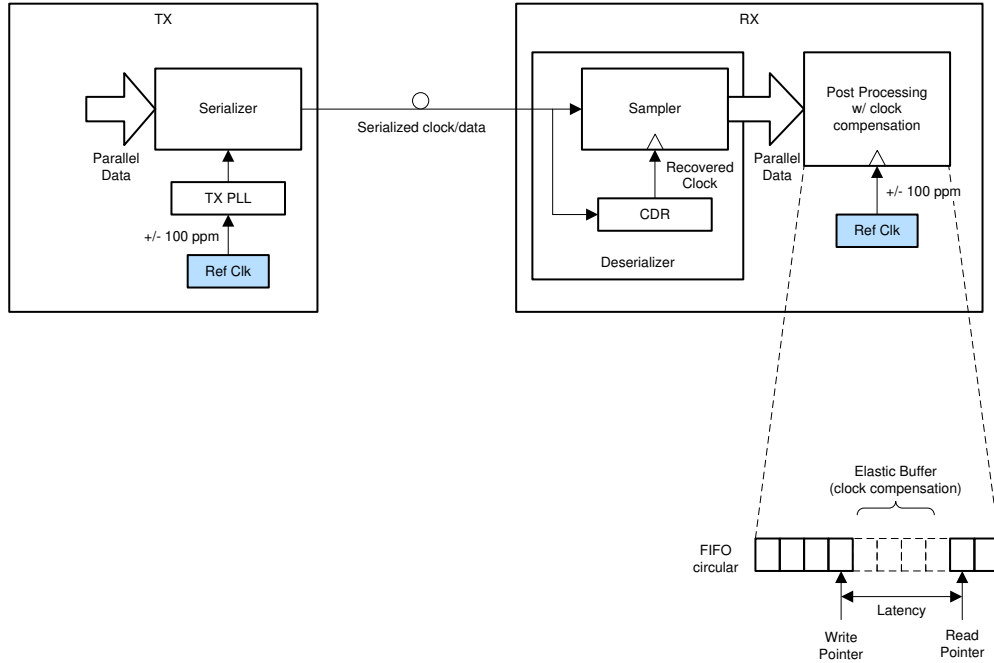 TX
RX
Serializer
Parallel
Data
TX PLL
+/- 100 ppm
Ref Clk
Serialized clock/data
Sampler
Recovered
Clock
CDR
Deserializer
Parallel
Data
Post Processing
w/ clock
compensation
+/- 100 ppm
Ref Clk
Elastic Buffer
(clock compensation)
FIFO
circular
Latency
Write
Pointer
Read
Pointer